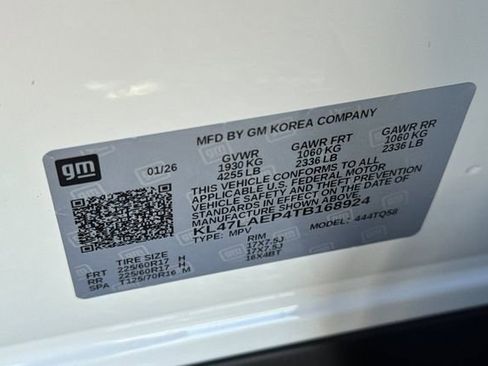 gm
MFD BY GM KOREA COMPANY
01/26 GVWR GAWR FRT GAWR RR
1930 KG 1060 KG 1060 KG
4255 LB 2336 LB 2336 LB
THIS VEHICLE CONFORMS TO ALL
APPLICABLE U.S. FEDERAL MOTOR
VEHICLE SAFETY AND THEFT PREVENTION
STANDARDS IN EFFECT ON THE DATE OF
MANUFACTURE SHOWN ABOVE.
KL47LAEP4TB168924
TYPE: MPV MODEL: 444TQ58
TIRE SIZE RIM
FRT 225/60R17 H 17X7.5J
RR 225/60R17 H 17X7.5J
SPA T125/70R16 M 16X4BT